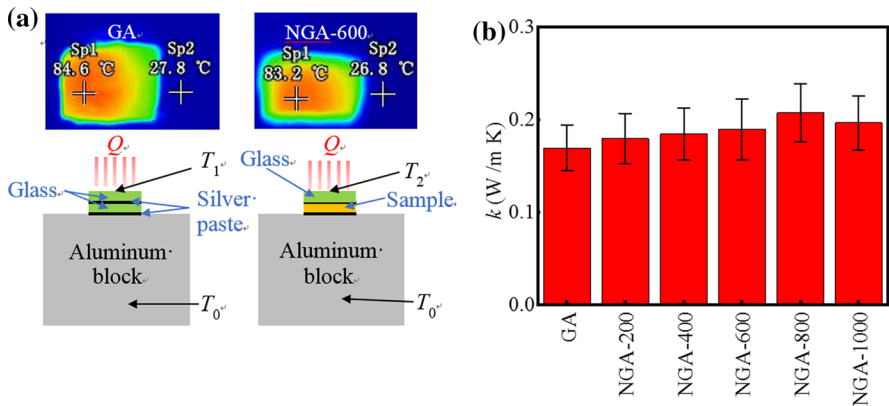 (a)
GA
Sp1
Sp2
84.6 ℃
27.8 ℃
NGA-600
Sp1
Sp2
83.2 ℃
26.8 ℃
Q
T1
Glass
Silver·
paste
Aluminum·
block
T0
Q
Glass
T2
Sample
Aluminum·
block
T0
(b)
k (W /m K)
0.3
0.2
0.1
0.0
GA
NGA-200
NGA-400
NGA-600
NGA-800
NGA-1000